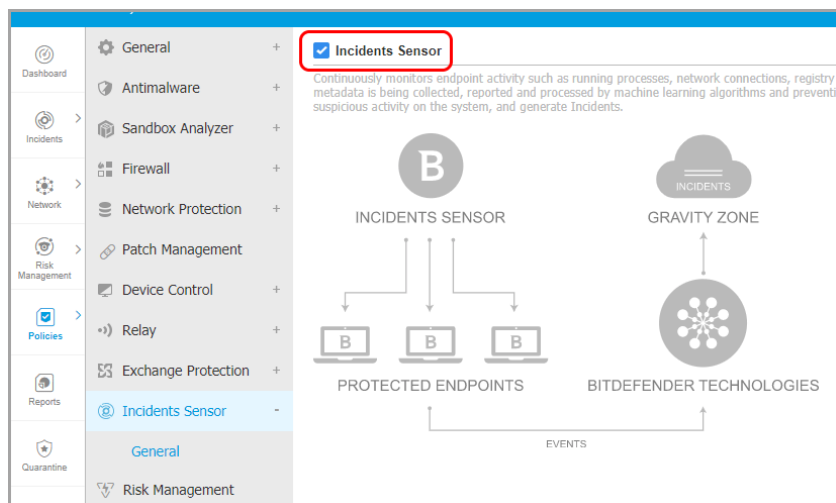 Dashboard
Incidents
Network
Risk
Management
Policies
Reports
Quarantine
General
Antimalware
Sandbox Analyzer
Firewall
Network Protection
Patch Management
Device Control
Relay
Exchange Protection
Incidents Sensor
General
Risk Management
Incidents Sensor
Continuously monitors endpoint activity such as running processes, network connections, registry
metadata is being collected, reported and processed by machine learning algorithms and preventi
suspicious activity on the system, and generate Incidents.
B
INCIDENTS SENSOR
INCIDENTS
GRAVITY ZONE
B B B
PROTECTED ENDPOINTS
BITDEFENDER TECHNOLOGIES
EVENTS